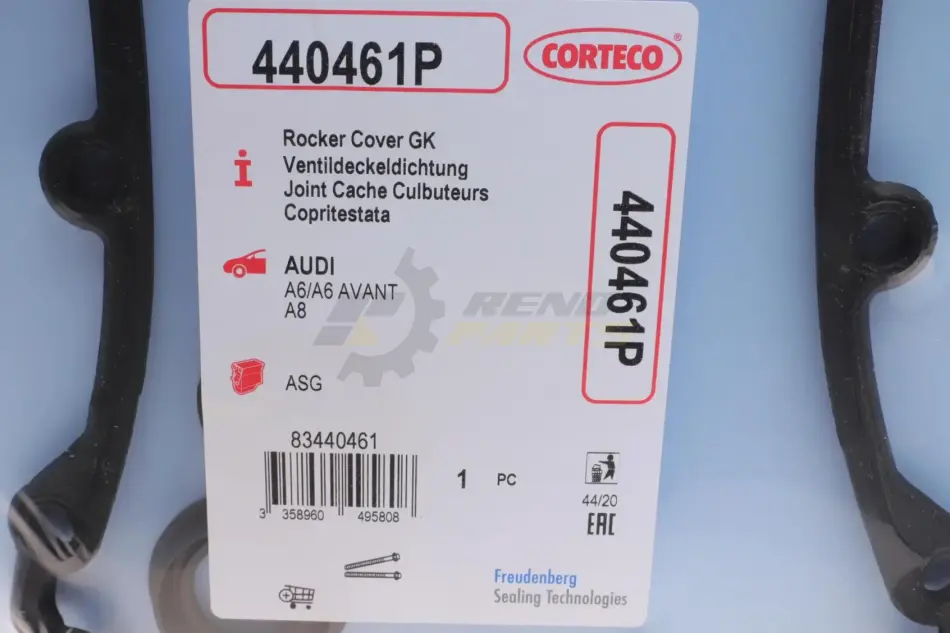 440461P
CORTECO®
Rocker Cover GK
Ventildeckeldichtung
Joint Cache Culbuteurs
Copritestata
440461P
AUDI
A6/A6 AVANT
A8
ASG
83440461
3 358960 495808
1 PC
44/20
EAC
Freudenberg
Sealing Technologies